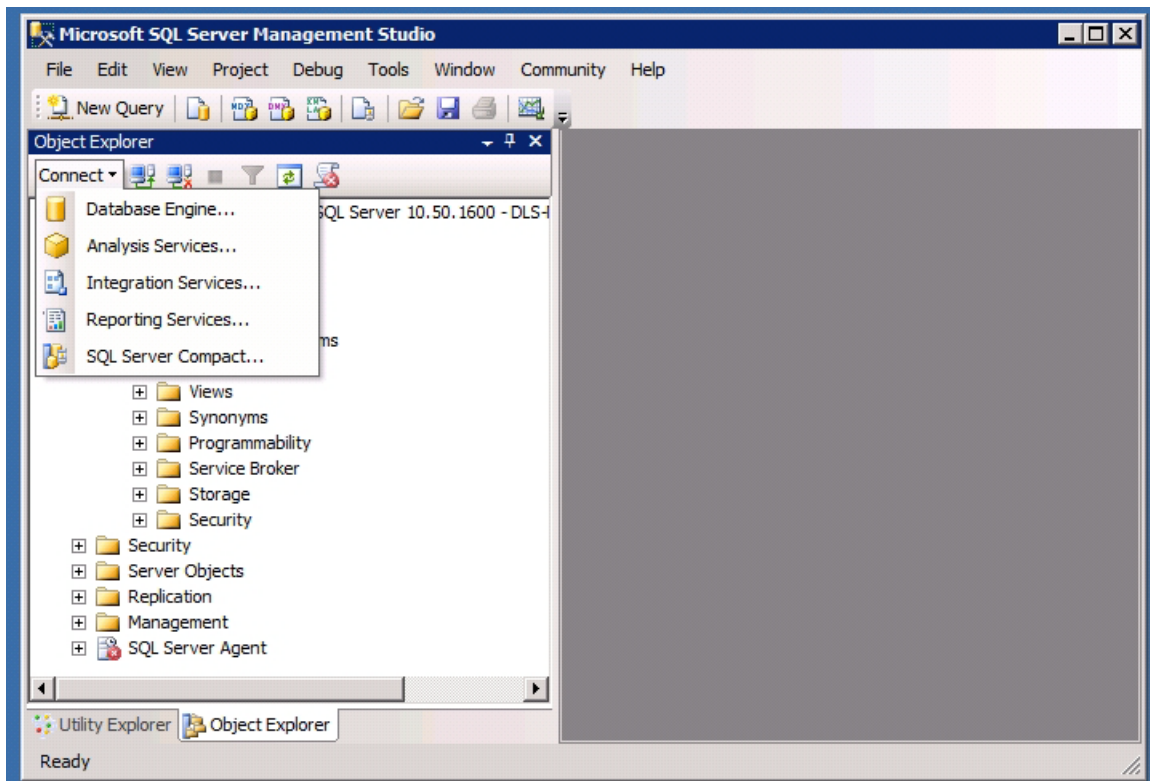 Microsoft SQL Server Management Studio
File Edit View Project Debug Tools Window Community Help
New Query
Object Explorer
Connect
Database Engine...
SQL Server 10.50.1600 - DLS-
Analysis Services...
Integration Services...
Reporting Services...
ms
SQL Server Compact...
Views
Synonyms
Programmability
Service Broker
Storage
Security
Security
Server Objects
Replication
Management
SQL Server Agent
Utility Explorer Object Explorer
Ready